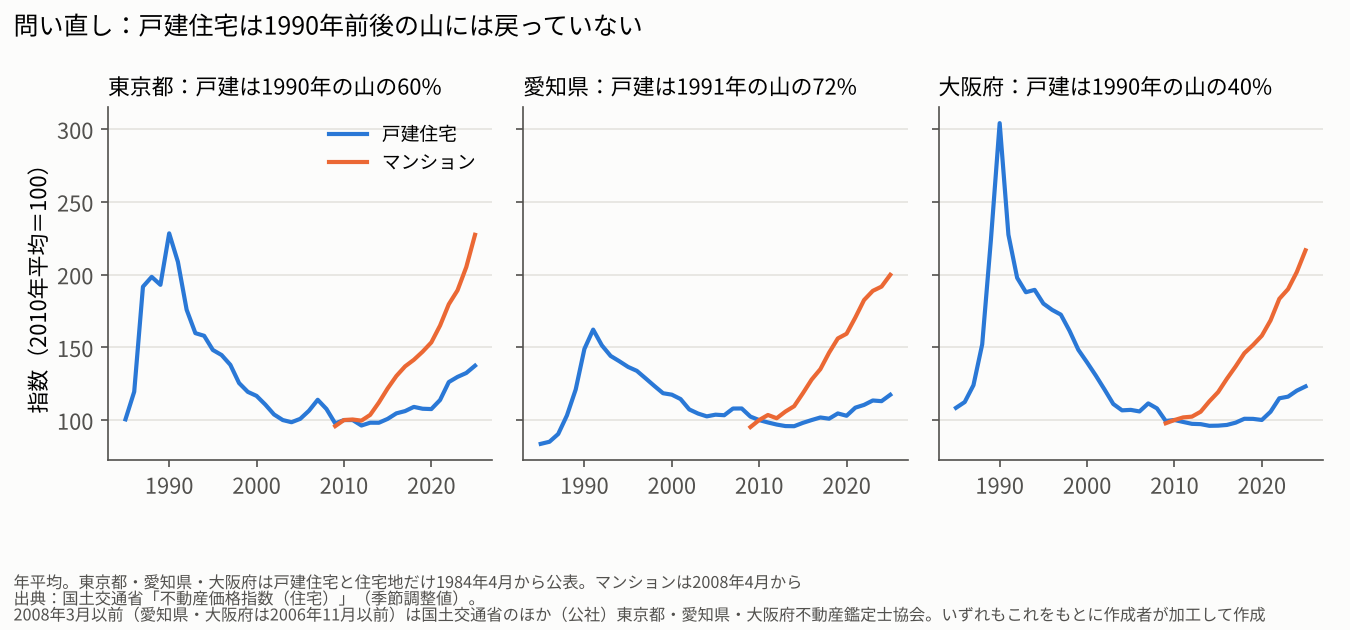 問い直し：戸建住宅は1990年前後の山には戻っていない
東京都：戸建は1990年の山の60%
愛知県：戸建は1991年の山の72%
大阪府：戸建は1990年の山の40%
指数（2010年平均＝100）
300
250
200
150
100
戸建住宅
マンション
1990 2000 2010 2020
1990 2000 2010 2020
1990 2000 2010 2020
年平均。東京都・愛知県・大阪府は戸建住宅と住宅地だけ1984年4月から公表。マンションは2008年4月から
出典：国土交通省「不動産価格指数（住宅）」（季節調整値）。
2008年3月以前（愛知県・大阪府は2006年11月以前）は国土交通省のほか（公社）東京都・愛知県・大阪府不動産鑑定士協会。いずれもこれをもとに作成者が加工して作成